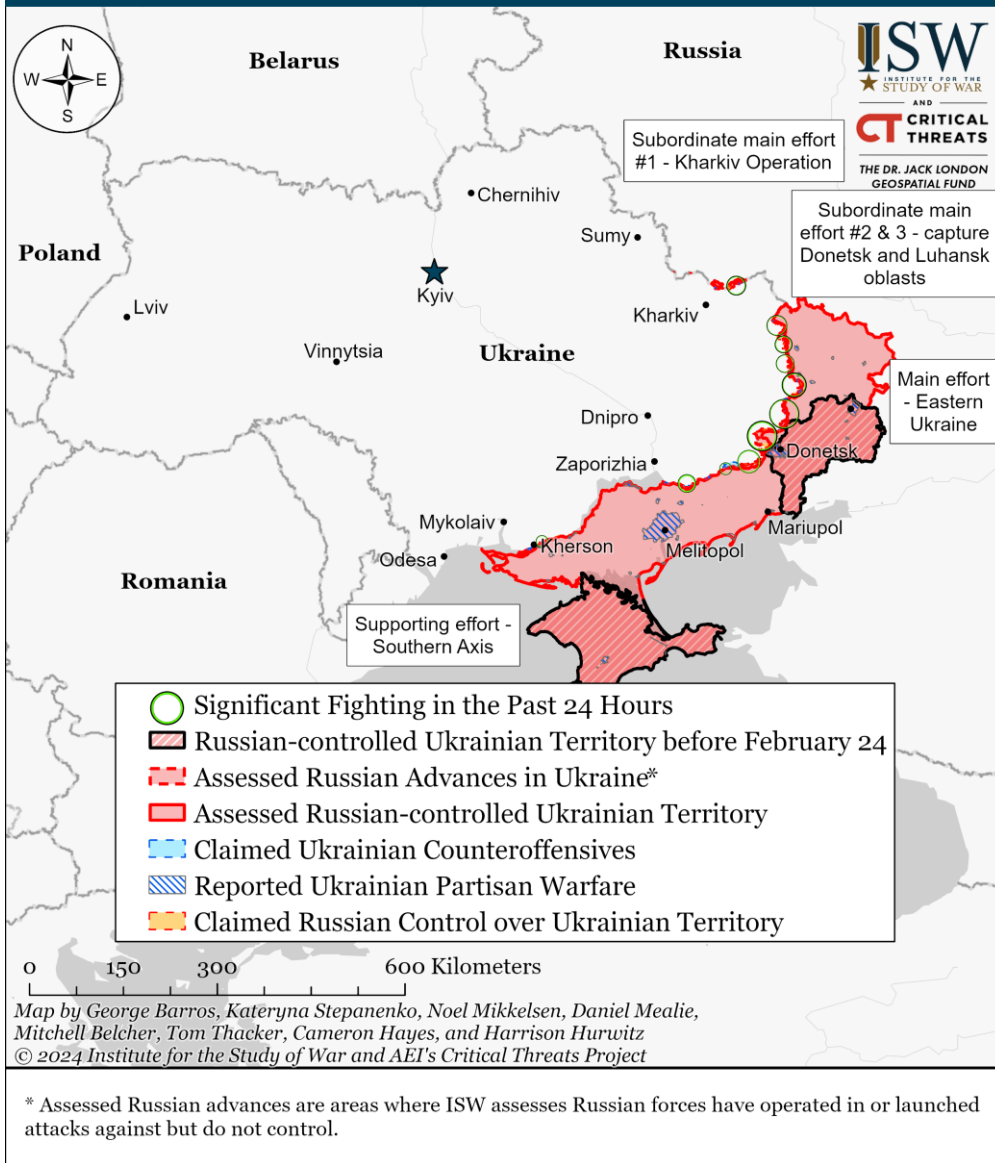 N
W
E
S
Belarus
Russia
ISW
INSTITUTE FOR THE
STUDY OF WAR
AND
CT CRITICAL
THREATS
THE DR. JACK LONDON
GEOSPATIAL FUND
Subordinate main effort
#1 - Kharkiv Operation
Subordinate main
effort #2 & 3 - capture
Donetsk and Luhansk
oblasts
Chernihiv
Sumy
Poland
Kyiv
Lviv
Kharkiv
Vinnytsia
Ukraine
Main effort
- Eastern
Ukraine
Dnipro
Donetsk
Zaporizhia
Mykolaiv
Mariupol
Kherson
Melitopol
Odesa
Romania
Supporting effort -
Southern Axis
Significant Fighting in the Past 24 Hours
Russian-controlled Ukrainian Territory before February 24
Assessed Russian Advances in Ukraine*
Assessed Russian-controlled Ukrainian Territory
Claimed Ukrainian Counteroffensives
Reported Ukrainian Partisan Warfare
Claimed Russian Control over Ukrainian Territory
0 150 300 600 Kilometers
Map by George Barros, Kateryna Stepanenko, Noel Mikkelsen, Daniel Mealie,
Mitchell Belcher, Tom Thacker, Cameron Hayes, and Harrison Hurwitz
© 2024 Institute for the Study of War and AEI's Critical Threats Project
* Assessed Russian advances are areas where ISW assesses Russian forces have operated in or launched
attacks against but do not control.